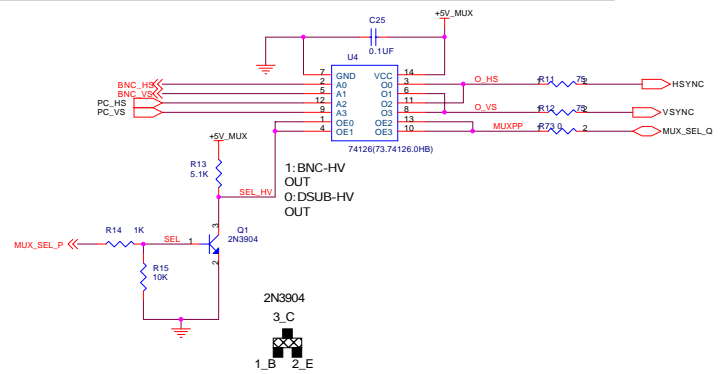 +5V_MUX
C25
0.1UF
U4
7 GND VCC 14
BNC_HS 2 A0 O0 3 O_HS R11 75 2 HSYNC
BNC_VS 5 A1 O1 6
PC_HS 12 A2 O2 11
PC_VS 9 A3 O3 8 O_VS R12 75 2 VSYNC
1 OE0 OE2 13
4 OE1 OE3 10 MUXPP R73 0 2 MUX_SEL_Q
74126(73.74126.0HB)
+5V_MUX
R13
5.1K
1:BNC-HV
OUT
0:DSUB-HV
OUT
SEL_HV
R14 1K
MUX_SEL_P SEL 1
3
Q1
2N3904
2
R15
10K
2N3904
3_C
1_B 2_E